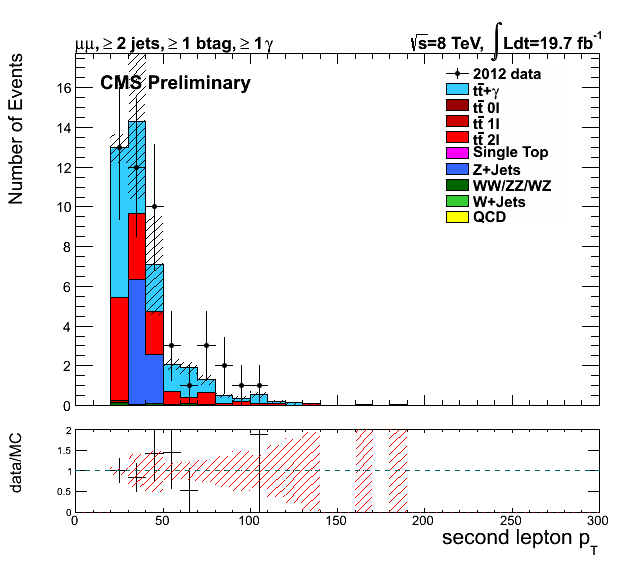 μμ, ≥ 2 jets, ≥ 1 btag, ≥ 1γ
√s=8 TeV, ∫Ldt=19.7 fb⁻¹
CMS Preliminary
Number of Events
16
14
12
10
8
6
4
2
0
2012 data
tt̄+γ
tt̄ 0l
tt̄ 1l
tt̄ 2l
Single Top
Z+Jets
WW/ZZ/WZ
W+Jets
QCD
data/MC
2
1.5
1
0.5
0
0 50 100 150 200 250 300
second lepton p_T